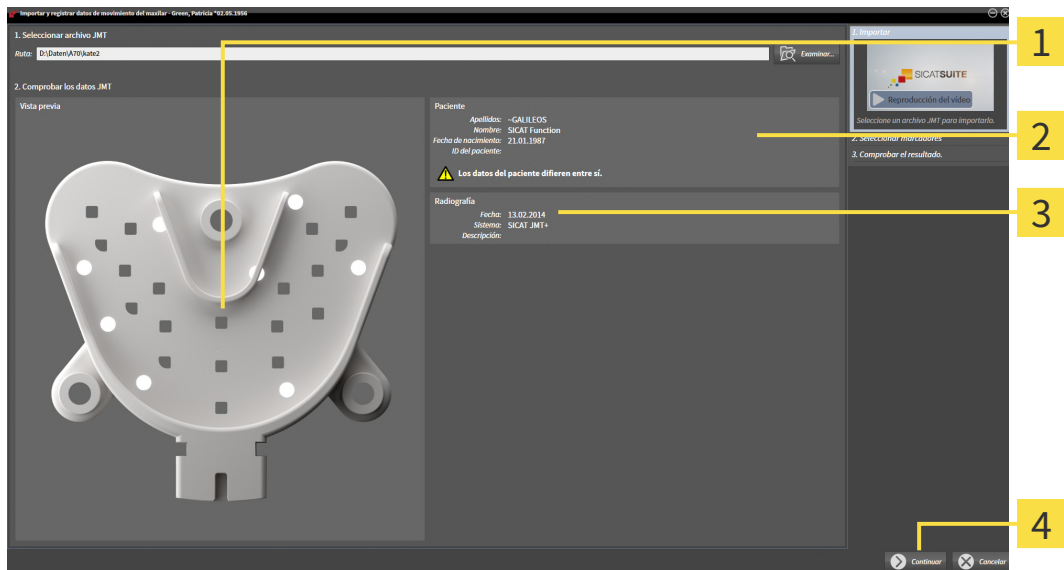 Importar y registrar datos de movimiento del maxilar - Green, Patricia *02.05.1956
1. Seleccionar archivo JMT
Ruta: D:\Daten\A70\kate2
Examinar...
2. Comprobar los datos JMT
Vista previa
Paciente
Apellidos: ~GALILEOS
Nombre: SICAT Function
Fecha de nacimiento: 21.01.1987
ID del paciente:
Los datos del paciente difieren entre sí.
Radiografía
Fecha: 13.02.2014
Sistema: SICAT JMT+
Descripción:
1. Importar
SICATSUITE
Reproducción del vídeo
Seleccione un archivo JMT para importarlo.
2. Seleccionar marcadores
3. Comprobar el resultado.
Continuar
Cancelar
1
2
3
4